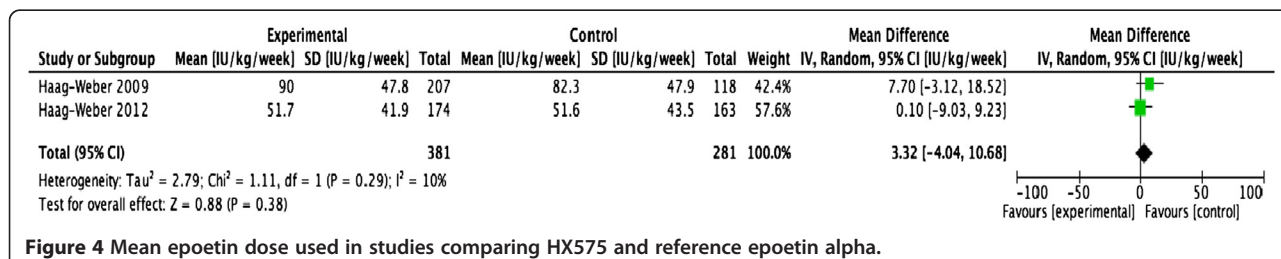 Experimental Control Mean Difference Mean Difference
Study or Subgroup Mean [IU/kg/week] SD [IU/kg/week] Total Mean [IU/kg/week] SD [IU/kg/week] Total Weight IV, Random, 95% CI [IU/kg/week] IV, Random, 95% CI [IU/kg/week]
Haag-Weber 2009 90 47.8 207 82.3 47.9 118 42.4% 7.70 [-3.12, 18.52]
Haag-Weber 2012 51.7 41.9 174 51.6 43.5 163 57.6% 0.10 [-9.03, 9.23]
Total (95% CI) 381 281 100.0% 3.32 [-4.04, 10.68]
Heterogeneity: Tau² = 2.79; Chi² = 1.11, df = 1 (P = 0.29); I² = 10%
Test for overall effect: Z = 0.88 (P = 0.38)
-100 -50 0 50 100
Favours [experimental] Favours [control]
Figure 4 Mean epoetin dose used in studies comparing HX575 and reference epoetin alpha.